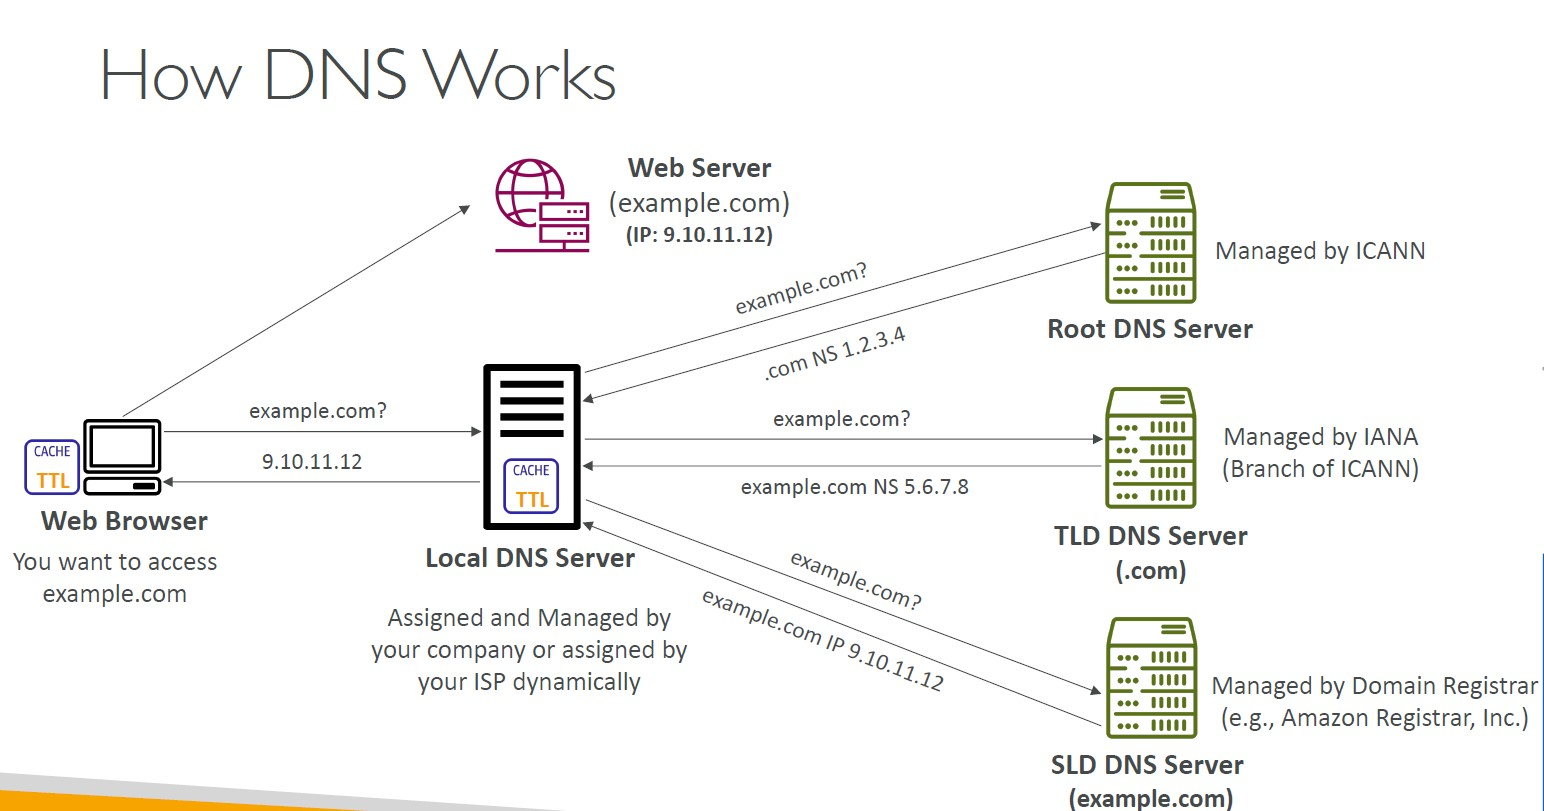 How DNS Works
Web Server
(example.com)
(IP: 9.10.11.12)
example.com?
.com NS 1.2.3.4
Managed by ICANN
Root DNS Server
example.com?
9.10.11.12
CACHE
TTL
Web Browser
You want to access
example.com
CACHE
TTL
Local DNS Server
Assigned and Managed by
your company or assigned by
your ISP dynamically
example.com?
example.com NS 5.6.7.8
Managed by IANA
(Branch of ICANN)
TLD DNS Server
(.com)
example.com?
example.com IP 9.10.11.12
Managed by Domain Registrar
(e.g., Amazon Registrar, Inc.)
SLD DNS Server
(example.com)